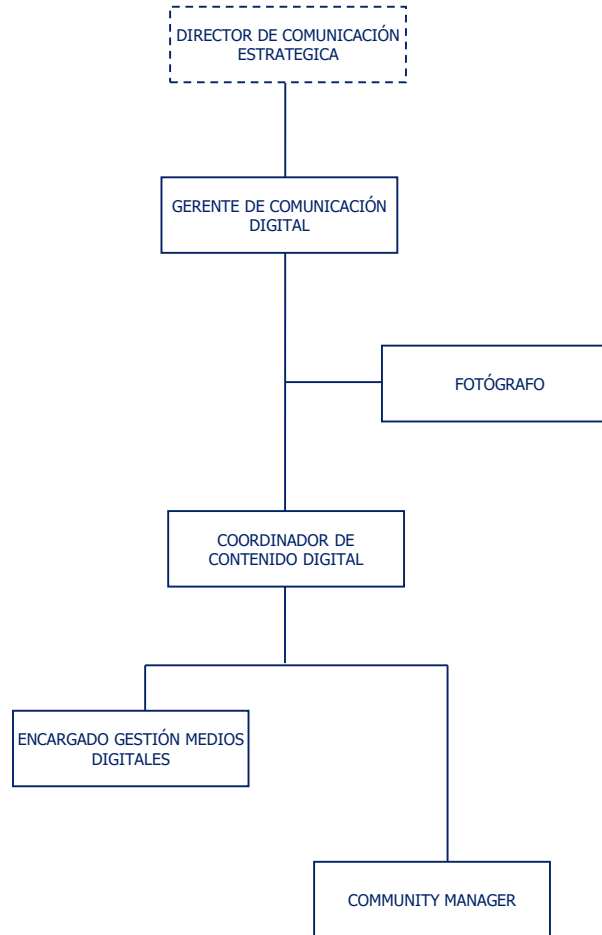 DIRECTOR DE COMUNICACIÓN
ESTRATEGICA
GERENTE DE COMUNICACIÓN
DIGITAL
FOTÓGRAFO
COORDINADOR DE
CONTENIDO DIGITAL
ENCARGADO GESTIÓN MEDIOS
DIGITALES
COMMUNITY MANAGER